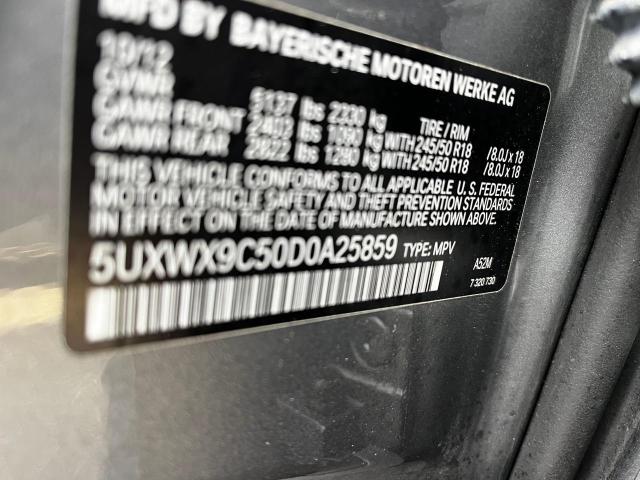 MFD BY BAYERISCHE MOTOREN WERKE AG
10/12
GVWR 5137 lbs 2330 kg TIRE / RIM
GAWR FRONT 2403 lbs 1090 kg WITH 245/50 R18 / 8.0J x 18
GAWR REAR 2822 lbs 1280 kg WITH 245/50 R18 / 8.0J x 18
THIS VEHICLE CONFORMS TO ALL APPLICABLE U.S. FEDERAL
MOTOR VEHICLE SAFETY AND THEFT PREVENTION STANDARDS
IN EFFECT ON THE DATE OF MANUFACTURE SHOWN ABOVE.
5UXWX9C50D0A25859 TYPE: MPV A52M
7 320 730